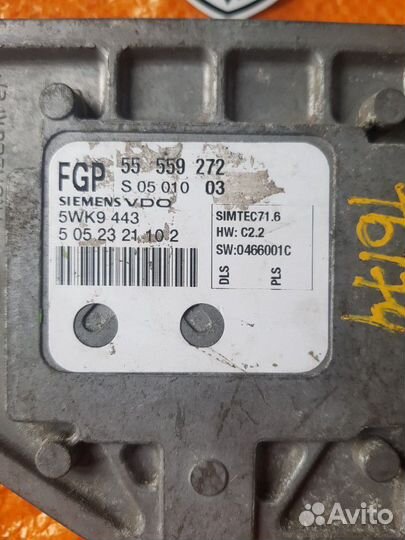 FGP 55 559 272
S 05 010 03
SIEMENS VDO
5WK9 443
5 05 23 21 10 2
SIMTEC71.6
HW: C2.2
SW:0466001C
DLS
PLS
Avito